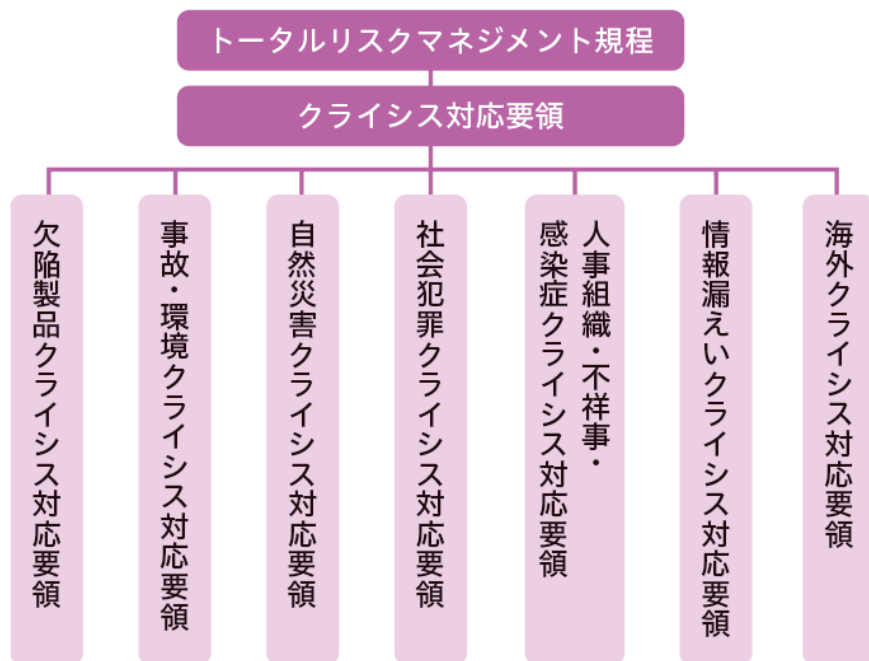 トータルリスクマネジメント規程
クライシス対応要領
欠陥製品クライシス対応要領
事故・環境クライシス対応要領
自然災害クライシス対応要領
社会犯罪クライシス対応要領
人事組織・不祥事・
感染症クライシス対応要領
情報漏えいクライシス対応要領
海外クライシス対応要領